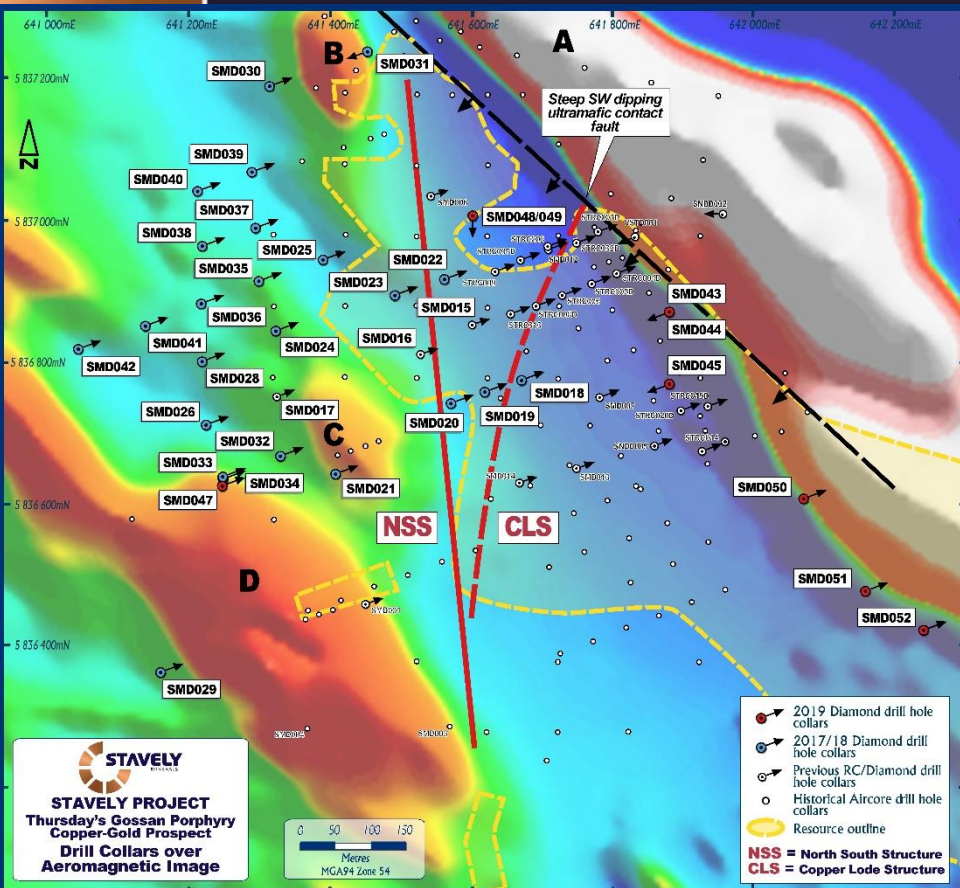 641 000mE
641 200mE
641 400mE
641 600mE
641 800mE
642 000mE
642 200mE
A
B
SMD031
SMD030
5 837 200mN
Steep SW dipping
ultramafic contact
fault
N
SMD039
SMD040
SMD048/049
SMD037
5 837 000mN
SMD038
SMD025
SMD022
SMD035
SMD023
SMD043
SMD015
SMD044
SMD036
SMD016
SMD024
SMD041
SMD045
5 836 800mN
SMD042
SMD028
SMD018
SMD017
SMD019
SMD026
SMD020
C
SMD032
SMD033
SMD034
SMD021
SMD047
SMD050
5 836 600mN
NSS
CLS
D
SMD051
SMD052
5 836 400mN
SMD029
STAVELY
MINERALS
STAVELY PROJECT
Thursday's Gossan Porphyry
Copper-Gold Prospect
Drill Collars over
Aeromagnetic Image
0 50 100 150
Metres
MGA94 Zone 54
2019 Diamond drill hole
collars
2017/18 Diamond drill
hole collars
Previous RC/Diamond drill
hole collars
Historical Aircore drill hole
collars
Resource outline
NSS = North South Structure
CLS = Copper Lode Structure